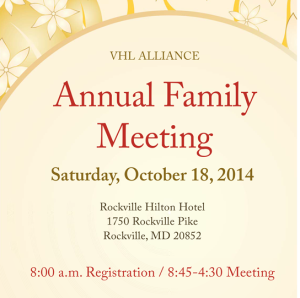 VHL ALLIANCE
Annual Family
Meeting
Saturday, October 18, 2014
Rockville Hilton Hotel
1750 Rockville Pike
Rockville, MD 20852
8:00 a.m. Registration / 8:45-4:30 Meeting